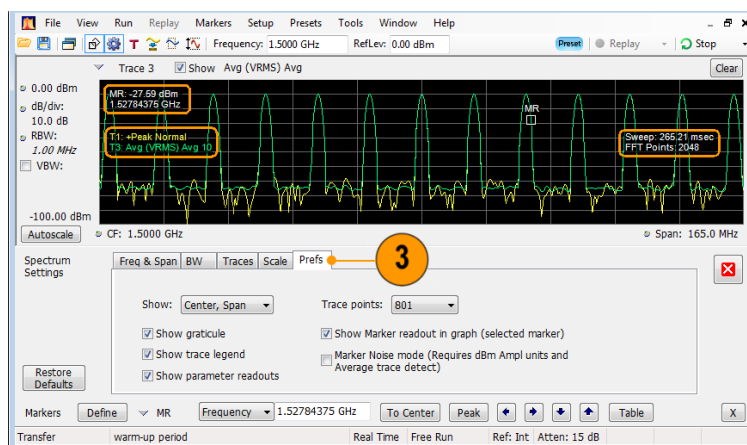 File View Run Replay Markers Setup Presets Tools Window Help
T Frequency: 1.5000 GHz RefLev: 0.00 dBm Preset Replay Stop
Trace 3 Show Avg (VRMS) Avg Clear
0.00 dBm
dB/div:
10.0 dB
RBW:
1.00 MHz
VBW:
-100.00 dBm
MR: -27.59 dBm
1.52784375 GHz
MR
T1: +Peak Normal
T3: Avg (VRMS) Avg 10
Sweep: 265.21 msec
FFT Points: 2048
Autoscale CF: 1.5000 GHz Span: 165.0 MHz
Spectrum
Settings
Freq & Span BW Traces Scale Prefs
3
Show: Center, Span Trace points: 801
Show graticule Show Marker readout in graph (selected marker)
Show trace legend Marker Noise mode (Requires dBm Ampl units and
Average trace detect)
Show parameter readouts
Restore
Defaults
Markers Define MR Frequency 1.52784375 GHz To Center Peak Table X
Transfer warm-up period Real Time Free Run Ref: Int Atten: 15 dB